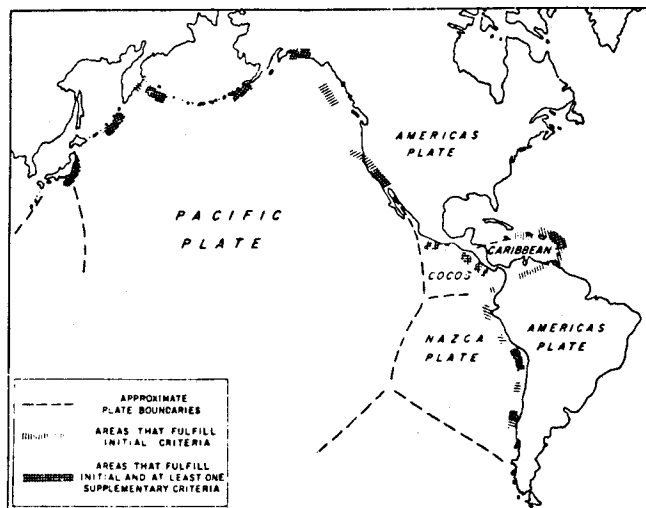 AMERICAS
PLATE
PACIFIC
PLATE
CARIBBEAN
COCOS
NAZCA
PLATE
AMERICAS
PLATE
APPROXIMATE
PLATE BOUNDARIES
AREAS THAT FULFILL
INITIAL CRITERIA
AREAS THAT FULFILL
INITIAL AND AT LEAST ONE
SUPPLEMENTARY CRITERIA